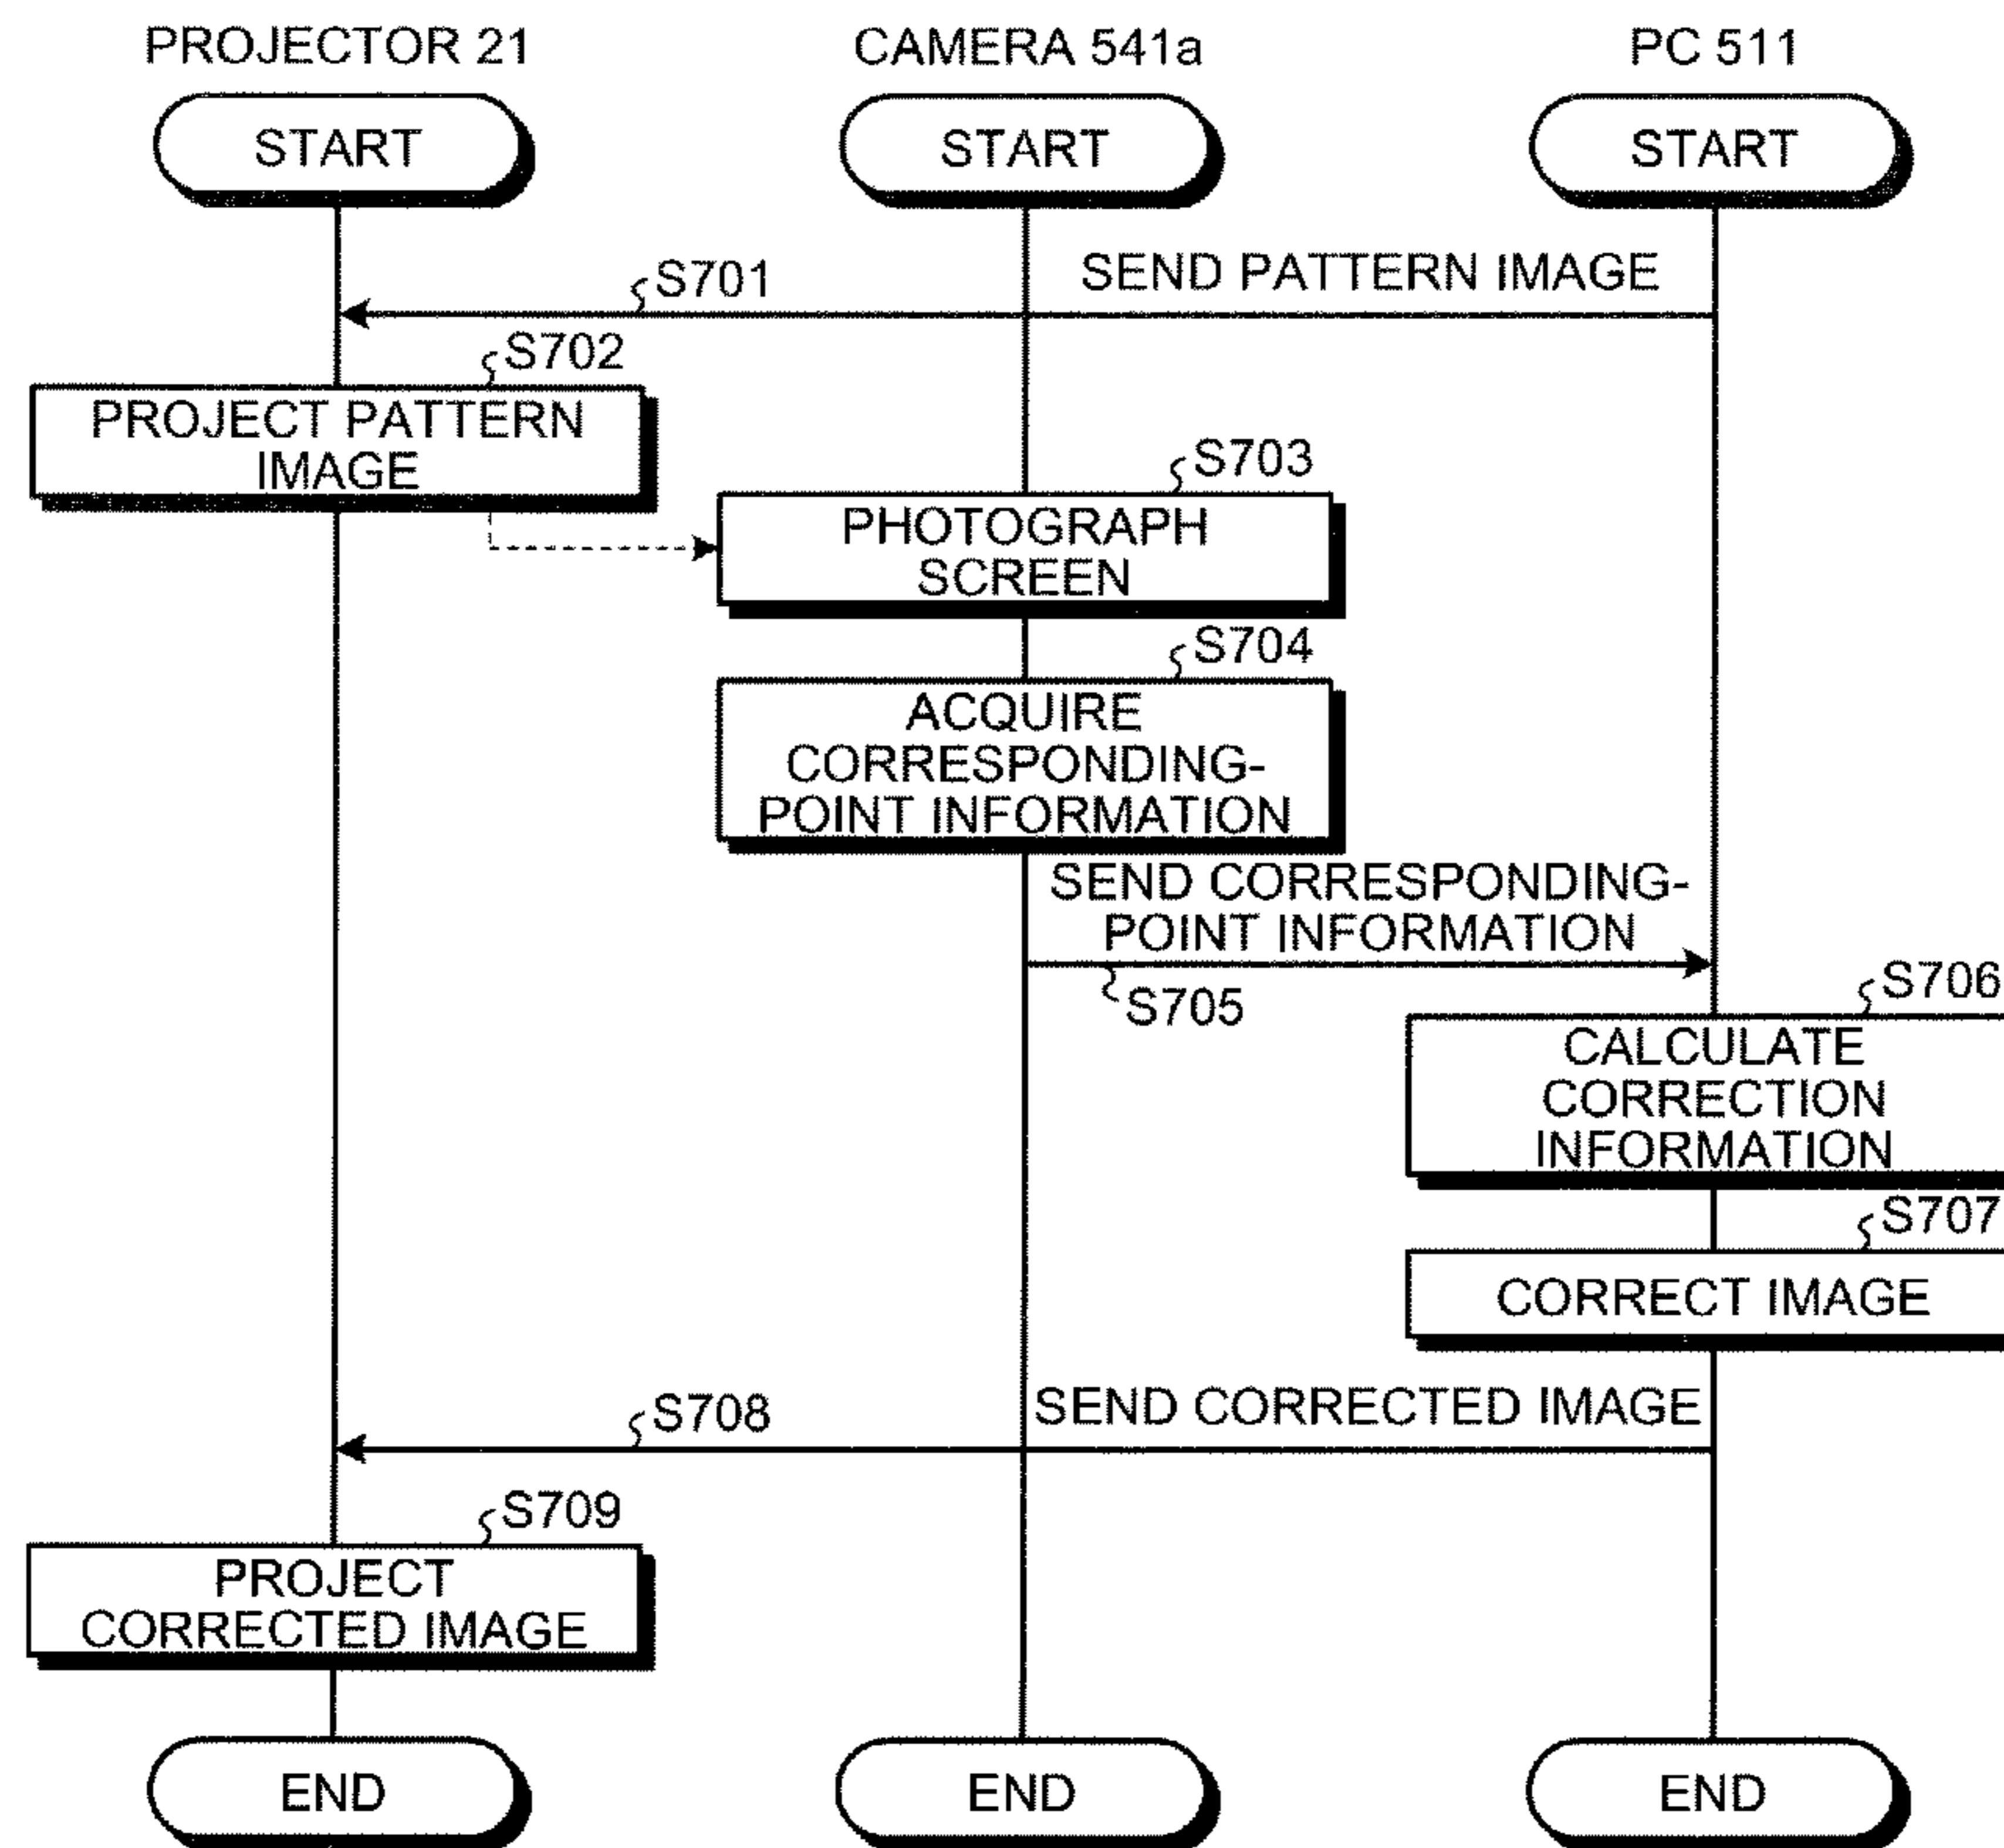 PROJECTOR 21
CAMERA 541a
PC 511
START
START
START
SEND PATTERN IMAGE
S701
S702
PROJECT PATTERN
IMAGE
S703
PHOTOGRAPH
SCREEN
S704
ACQUIRE
CORRESPONDING-
POINT INFORMATION
SEND CORRESPONDING-
POINT INFORMATION
S705
S706
CALCULATE
CORRECTION
INFORMATION
S707
CORRECT IMAGE
SEND CORRECTED IMAGE
S708
S709
PROJECT
CORRECTED IMAGE
END
END
END